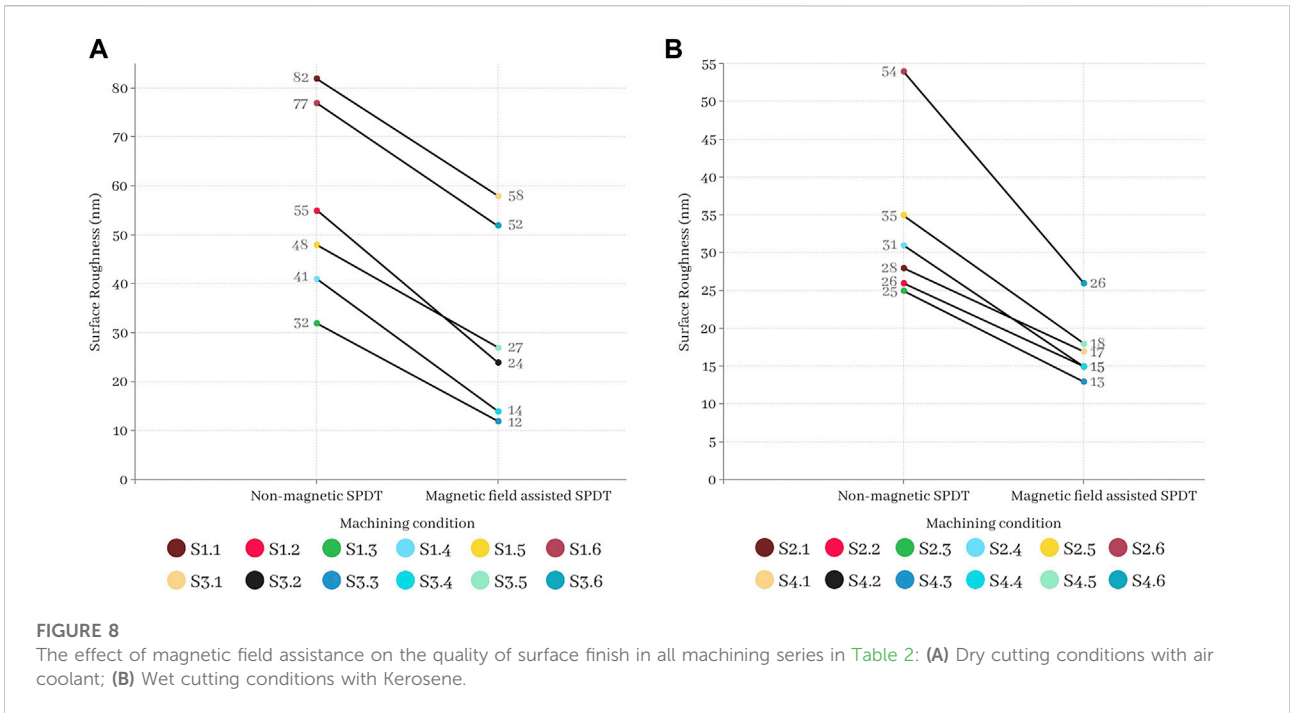 A
Surface Roughness (nm)
80
70
60
50
40
30
20
10
0
82
77
55
48
41
32
58
52
27
24
14
12
Non-magnetic SPDT
Magnetic field assisted SPDT
Machining condition
S1.1 S1.2 S1.3 S1.4 S1.5 S1.6
S3.1 S3.2 S3.3 S3.4 S3.5 S3.6
B
Surface Roughness (nm)
55
50
45
40
35
30
25
20
15
10
5
0
54
35
31
28
26
25
26
18
17
15
13
Non-magnetic SPDT
Magnetic field assisted SPDT
Machining condition
S2.1 S2.2 S2.3 S2.4 S2.5 S2.6
S4.1 S4.2 S4.3 S4.4 S4.5 S4.6
FIGURE 8
The effect of magnetic field assistance on the quality of surface finish in all machining series in Table 2: (A) Dry cutting conditions with air
coolant; (B) Wet cutting conditions with Kerosene.